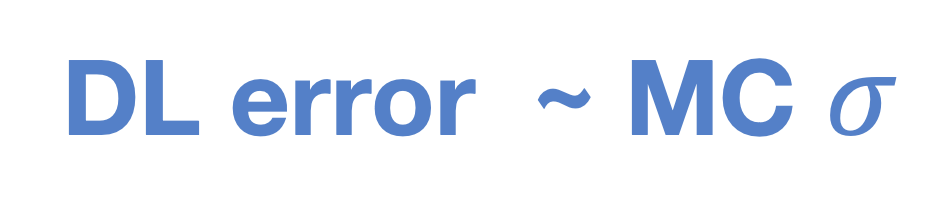 DL error ~ MC σ